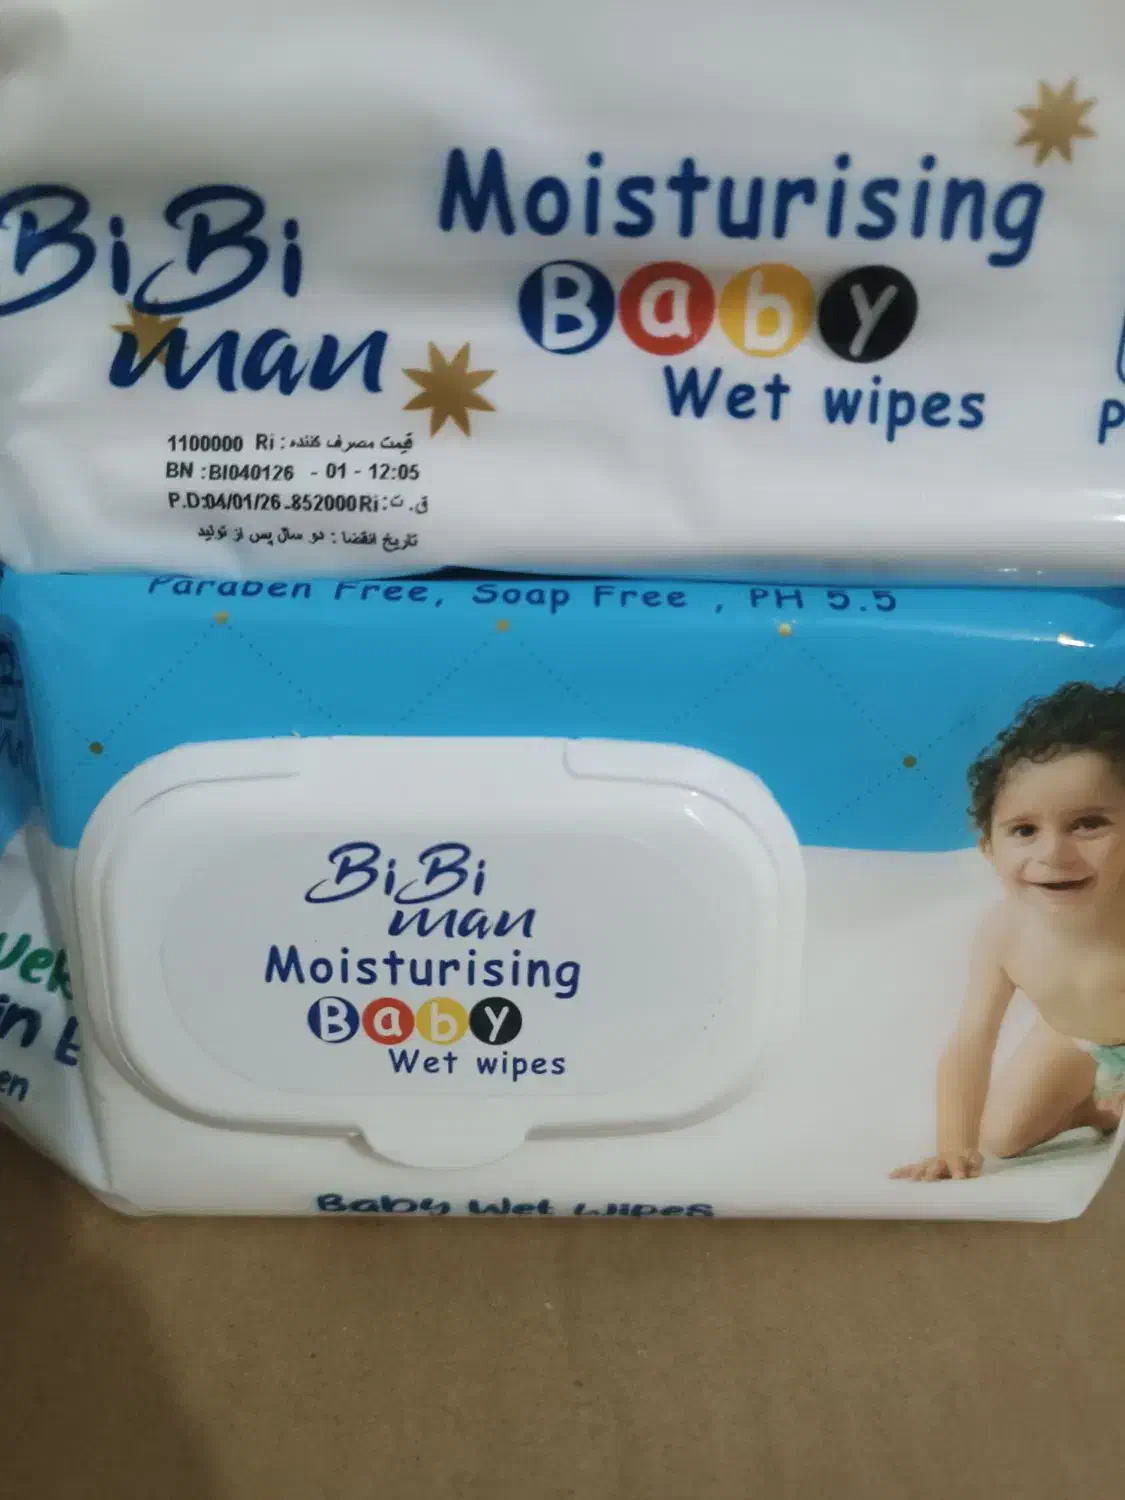 BiBi
man
Moisturising
Baby
Wet wipes
P
قیمت مصرف کننده : 1100000 Ri
BN :BI040126 - 01 - 12:05
P.D:04/01/26-852000Ri:ق.ت
تاریخ انقضا : دو سال پس از تولید
Paraben Free, Soap Free , PH 5.5
BiBi
man
Moisturising
Baby
Wet wipes
Baby Wet Wipes